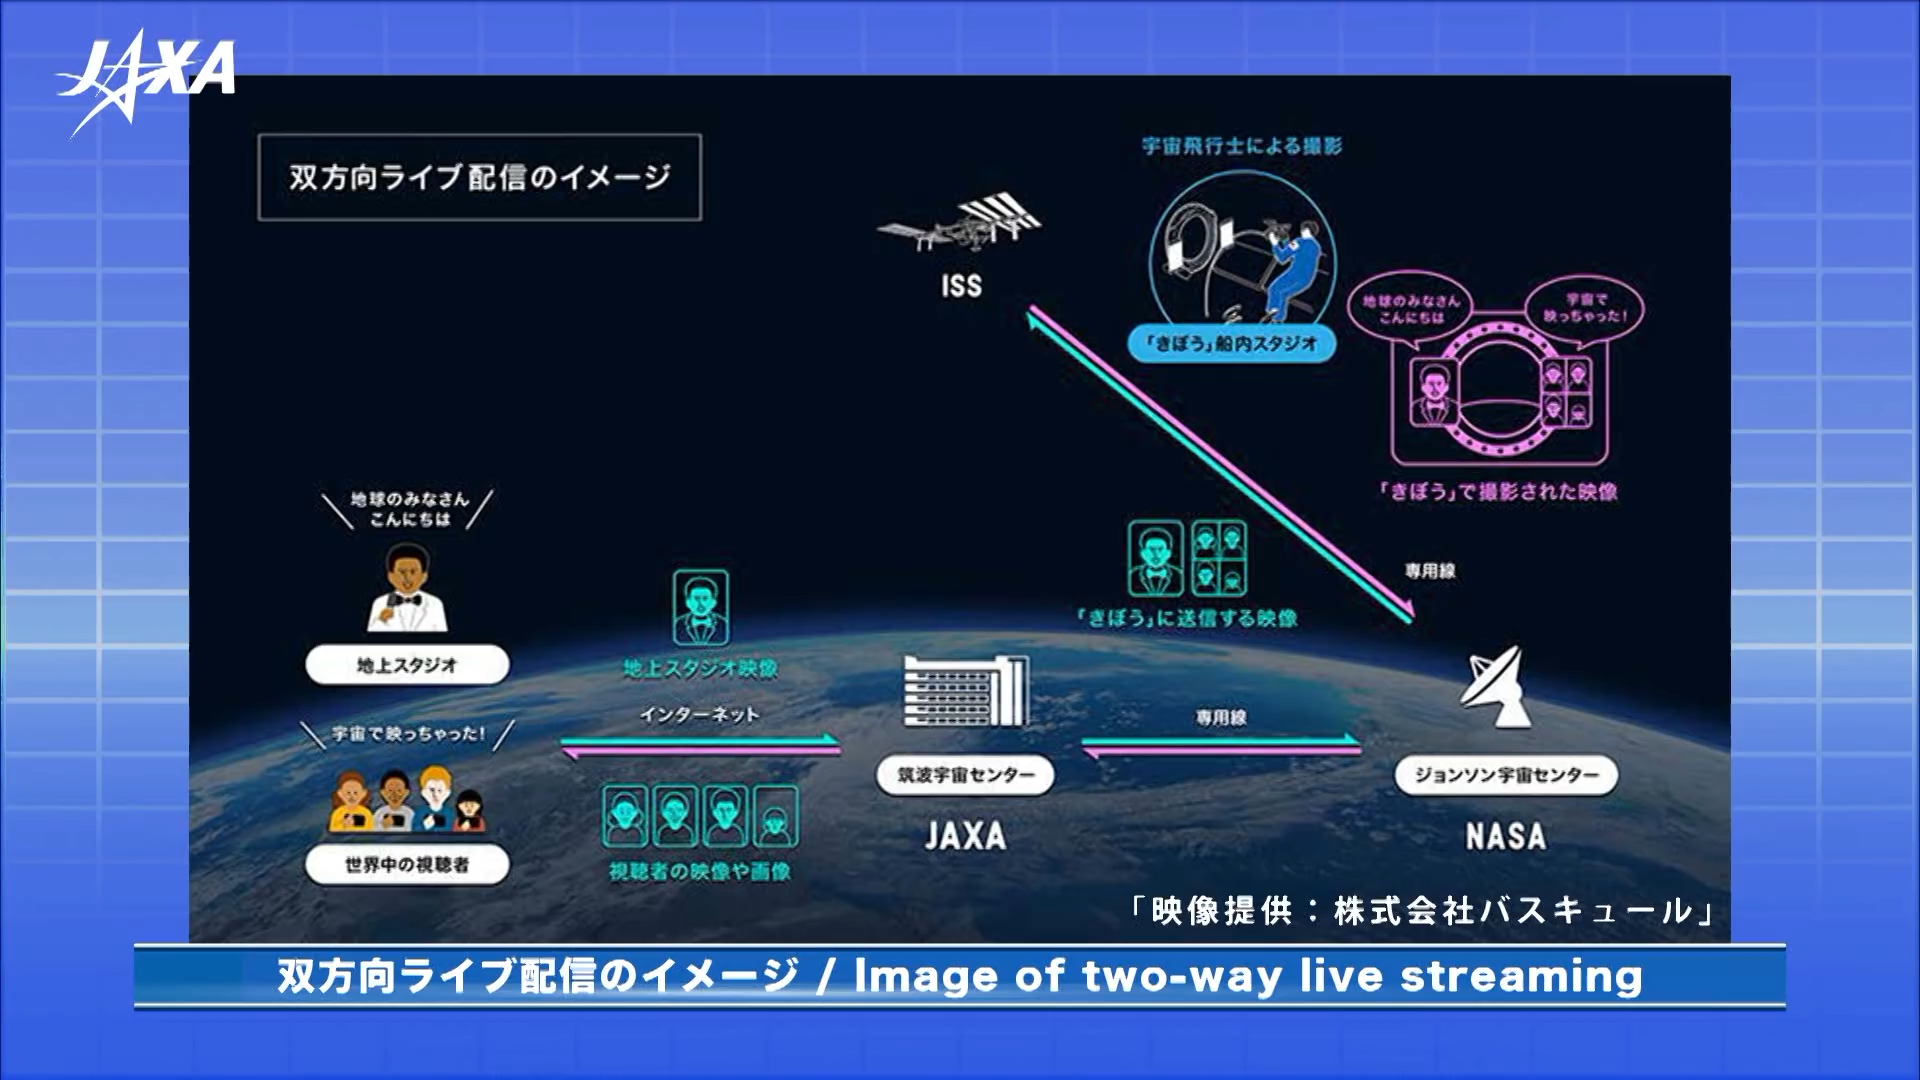 JAXA
双方向ライブ配信のイメージ
宇宙飛行士による撮影
ISS
「きぼう」船内スタジオ
地球のみなさん
こんにちは
宇宙で
映っちゃった!
「きぼう」で撮影された映像
地球のみなさん
こんにちは
専用線
「きぼう」に送信する映像
地上スタジオ
地上スタジオ映像
インターネット
専用線
宇宙で映っちゃった!
筑波宇宙センター
ジョンソン宇宙センター
JAXA
NASA
世界中の視聴者
視聴者の映像や画像
「映像提供：株式会社バスキュール」
双方向ライブ配信のイメージ / Image of two-way live streaming